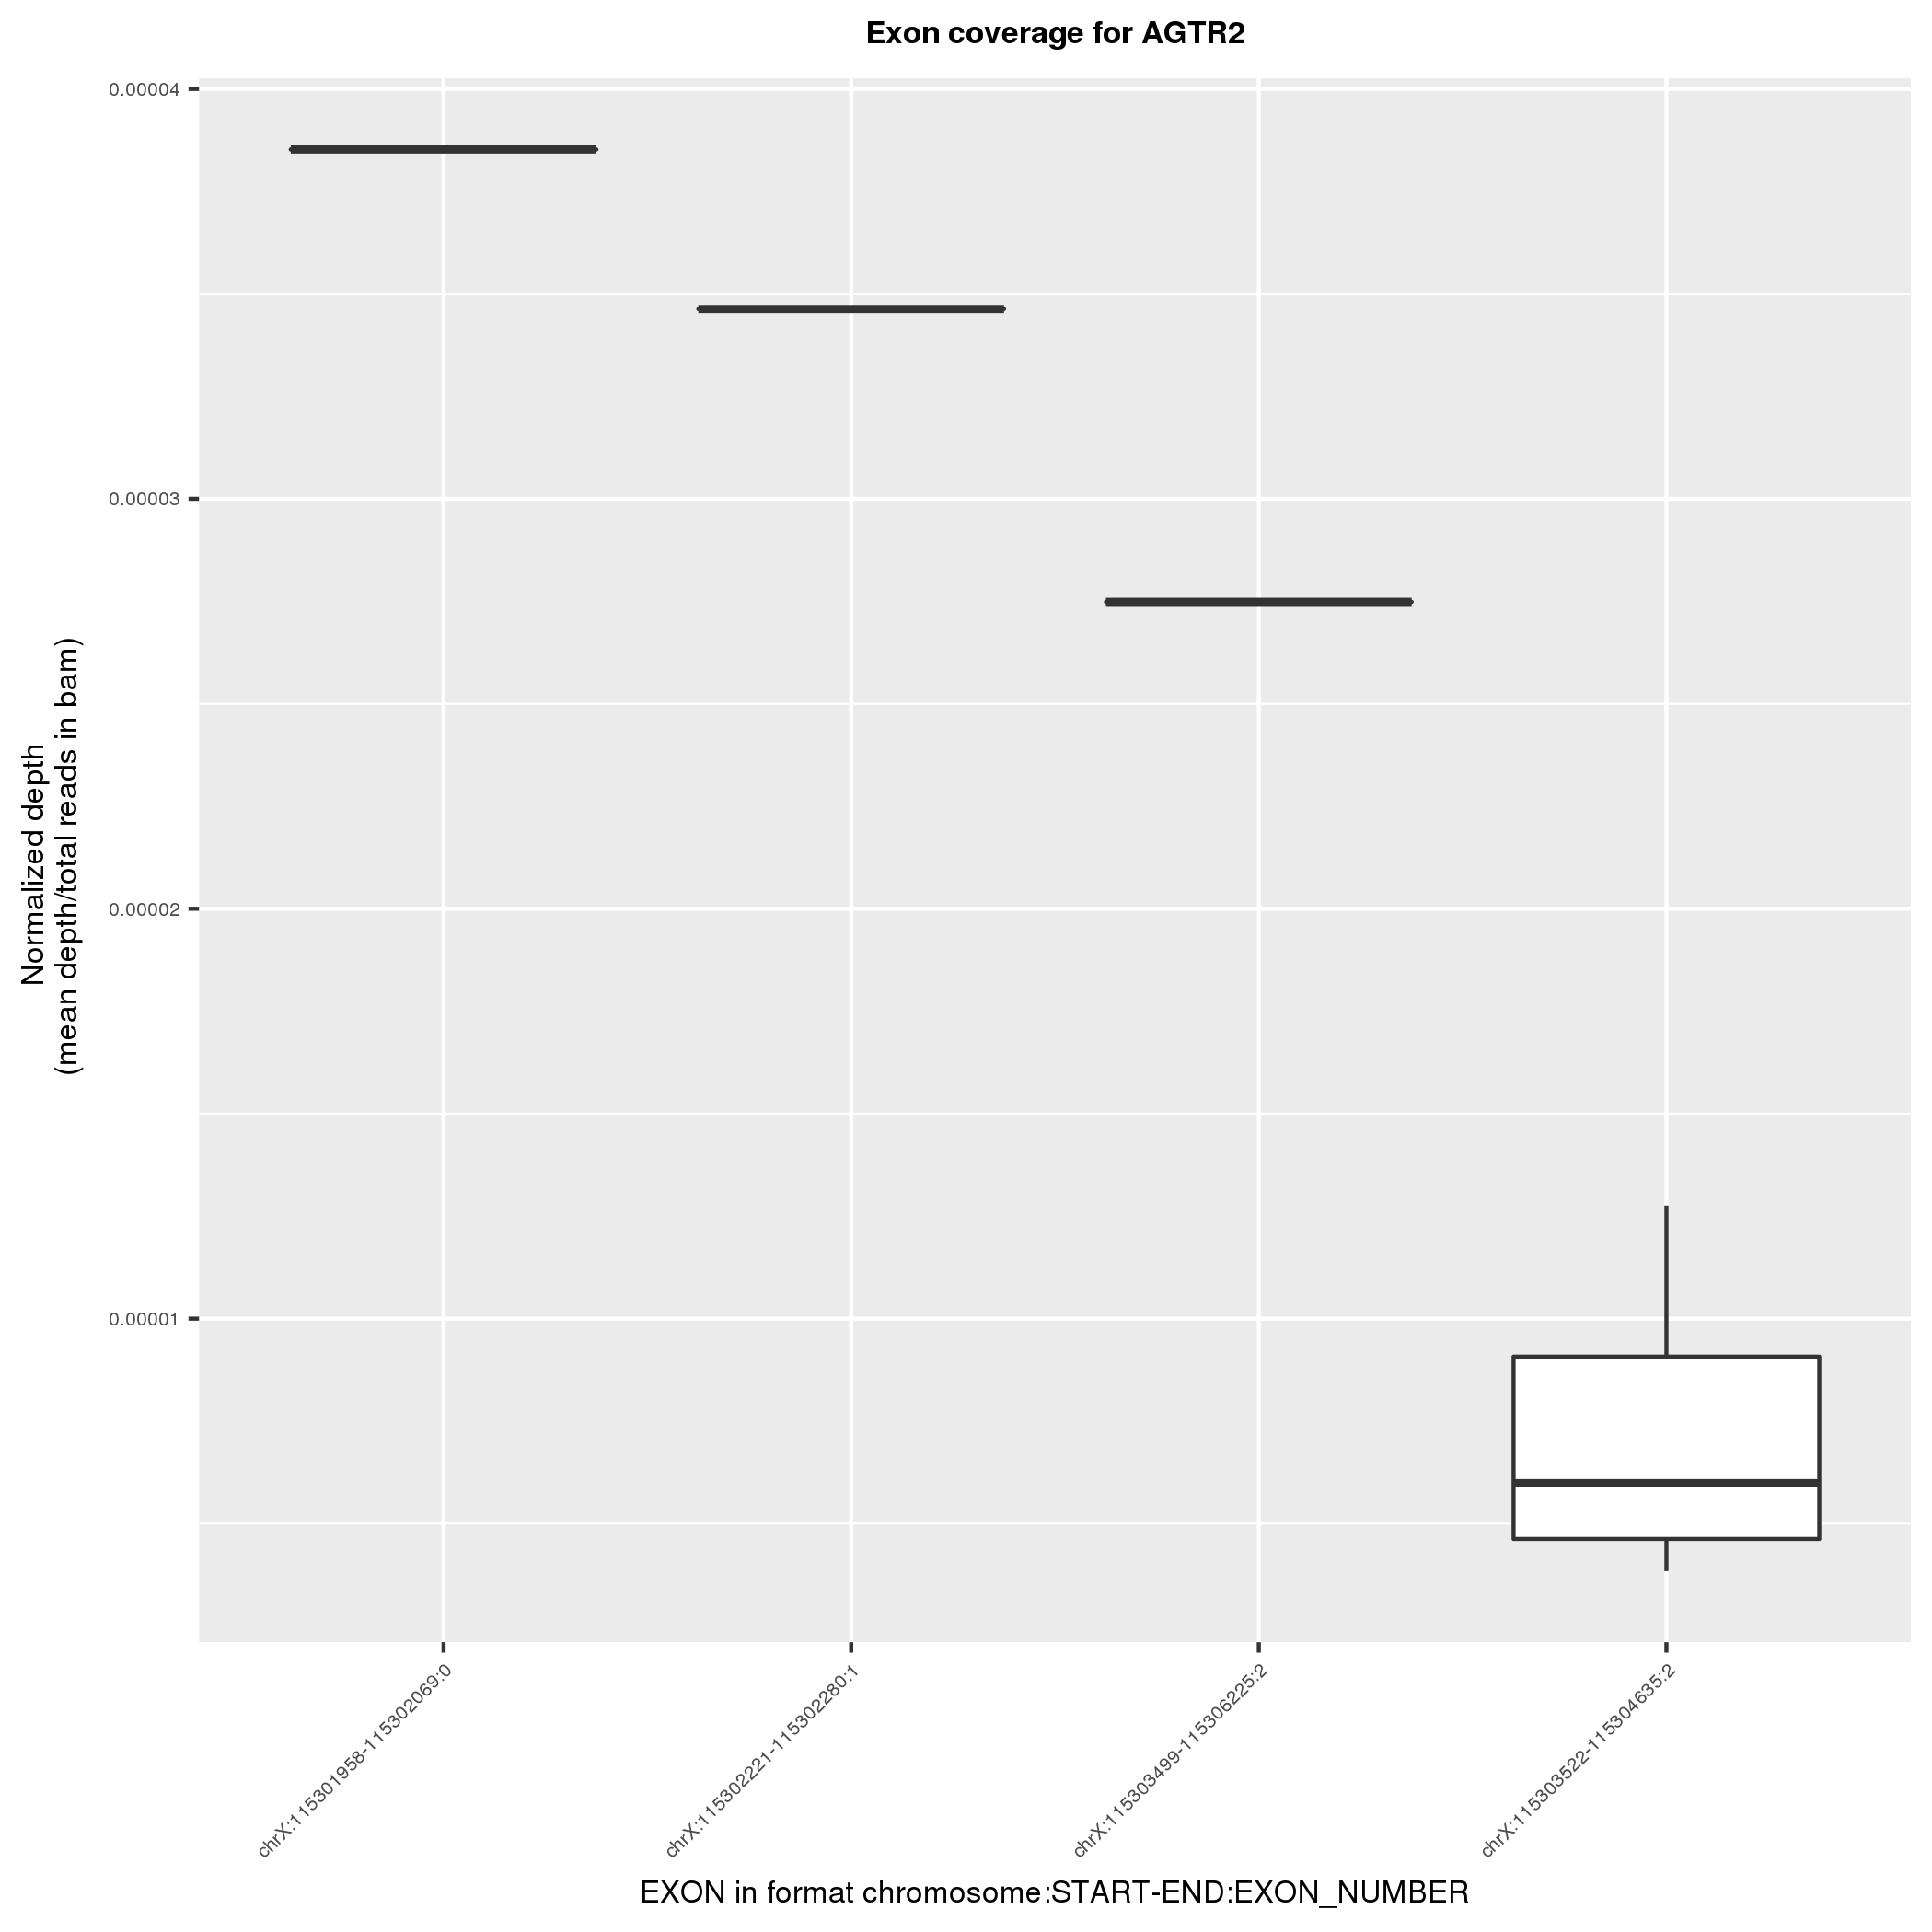 Exon coverage for AGTR2
0.00004
0.00003
0.00002
0.00001
Normalized depth
(mean depth/total reads in bam)
chrX:115301958-115302069:0
chrX:115302221-115302280:1
chrX:115303499-115306225:2
chrX:115303522-115304635:2
EXON in format chromosome:START-END:EXON_NUMBER